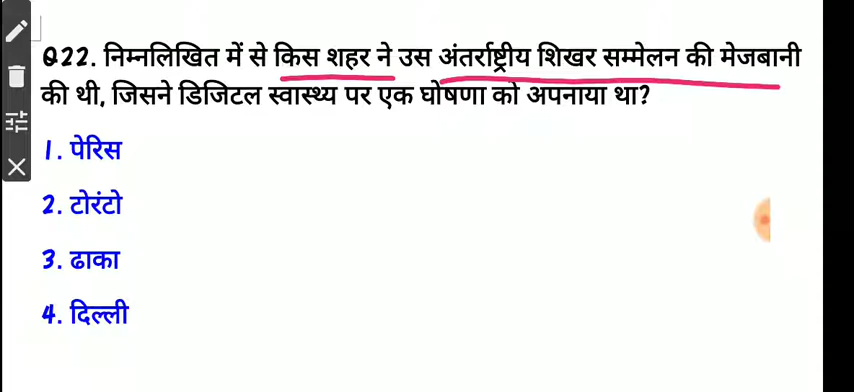 Q22. निम्नलिखित में से किस शहर ने उस अंतर्राष्ट्रीय शिखर सम्मेलन की मेजबानी
की थी, जिसने डिजिटल स्वास्थ्य पर एक घोषणा को अपनाया था?
1. पेरिस
2. टोरंटो
3. ढाका
4. दिल्ली